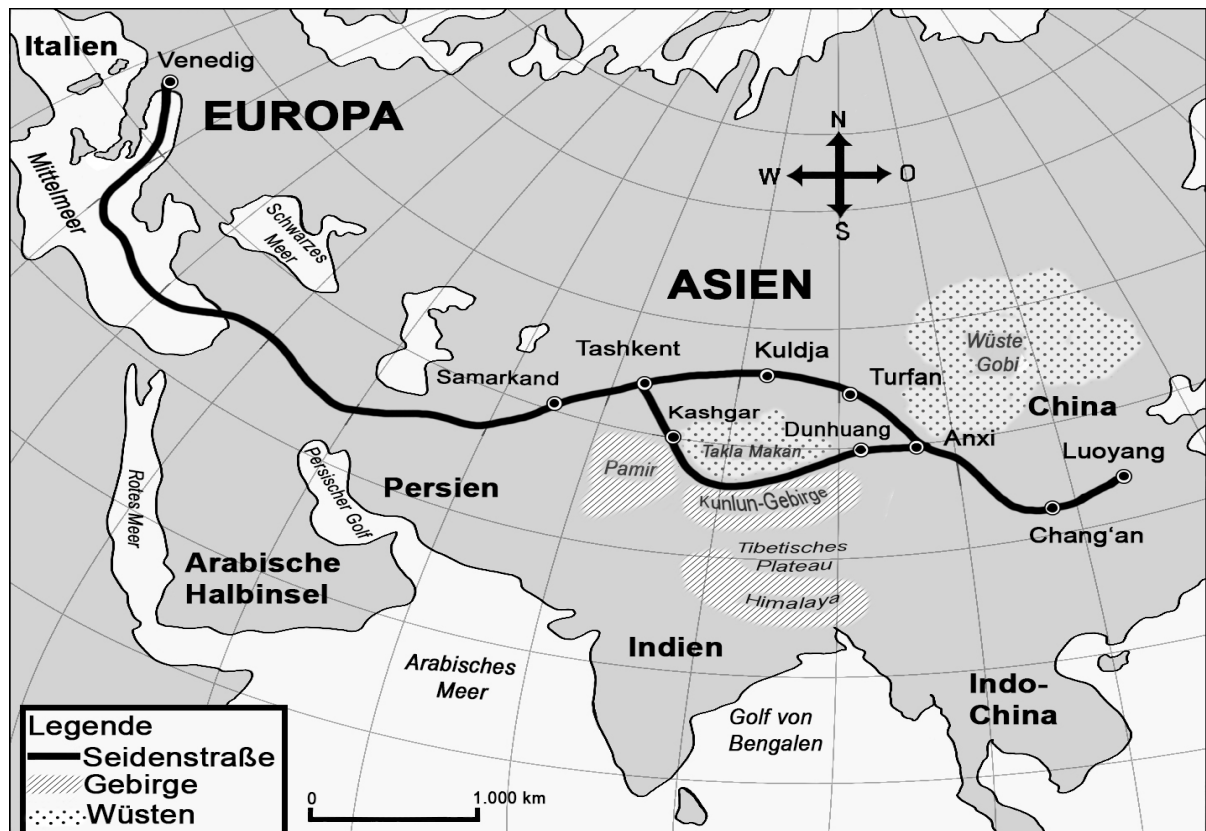 Italien
Venedig
EUROPA
Mittelmeer
Schwarzes
Meer
N
W
O
S
ASIEN
Wüste
Gobi
Tashkent
Kuldja
Samarkand
Turfan
Kashgar
Dunhuang
China
Anxi
Luoyang
Takla Makan
Pamir
Persien
Kunlun-Gebirge
Chang'an
Rotes Meer
Persischer Golf
Tibetisches
Plateau
Arabische
Halbinsel
Himalaya
Indien
Arabisches
Meer
Indo-
China
Golf von
Bengalen
Legende
Seidenstraße
Gebirge
Wüsten
0
1.000 km